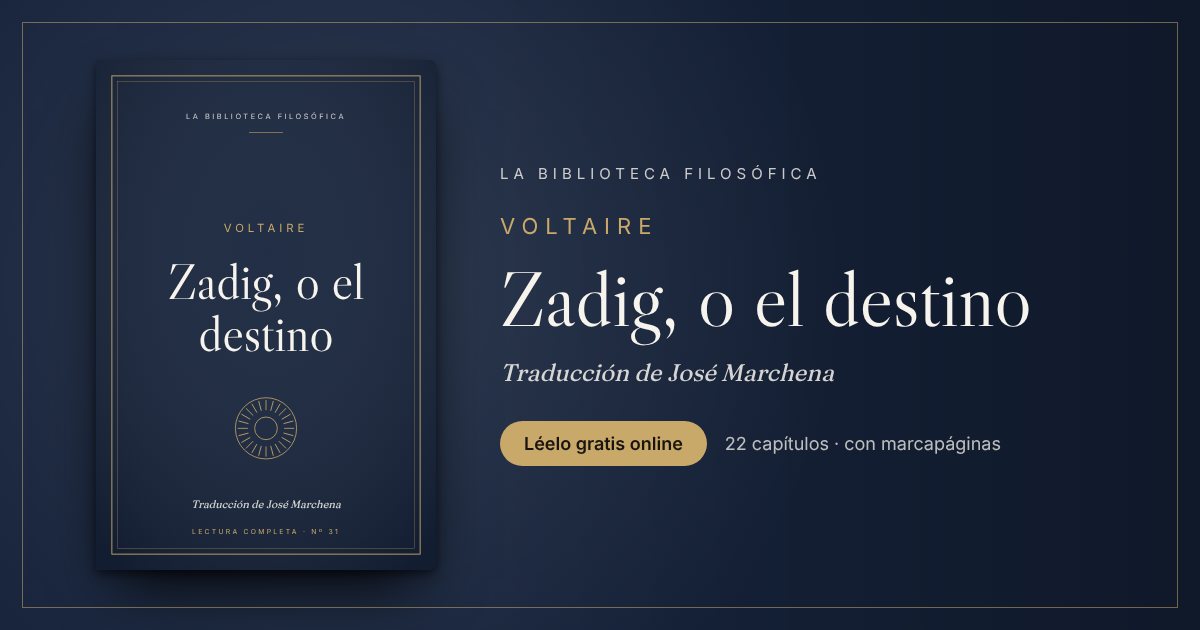 LA BIBLIOTECA FILOSÓFICA
VOLTAIRE
Zadig, o el
destino
Traducción de José Marchena
LECTURA COMPLETA · Nº 31
LA BIBLIOTECA FILOSÓFICA
VOLTAIRE
Zadig, o el destino
Traducción de José Marchena
Léelo gratis online
22 capítulos · con marcapáginas